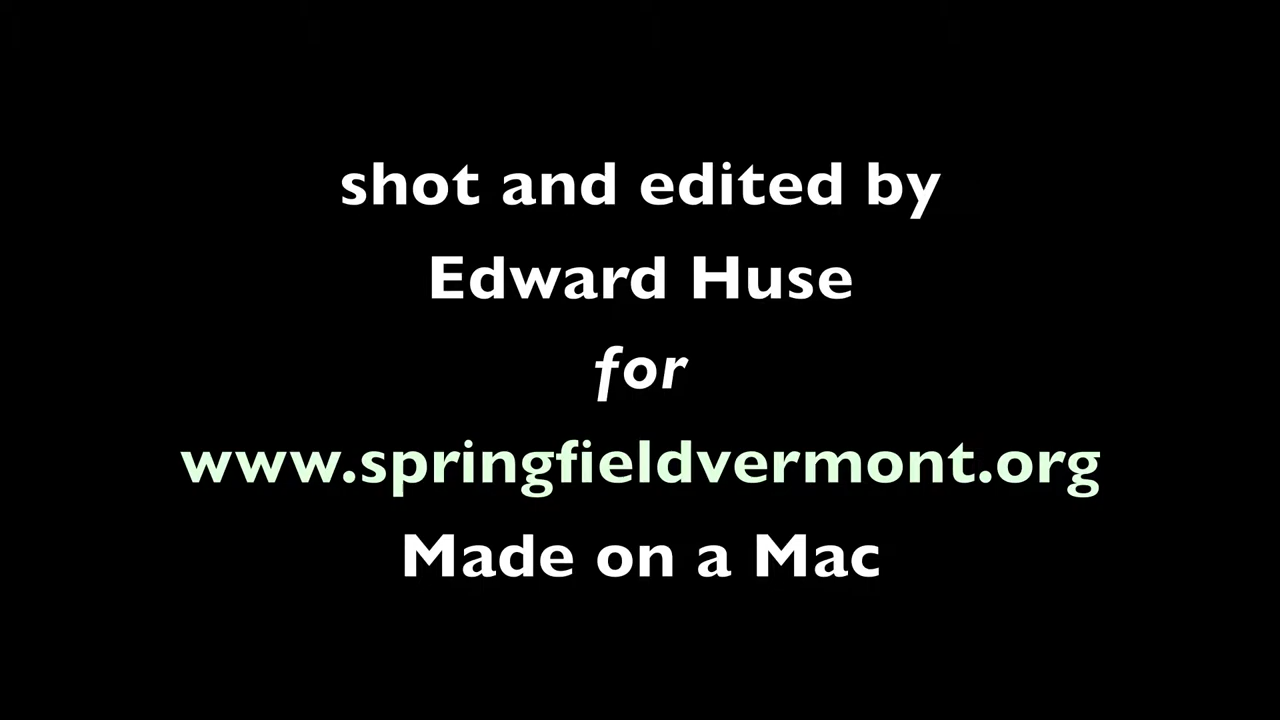 shot and edited by
Edward Huse
for
www.springfieldvermont.org
Made on a Mac